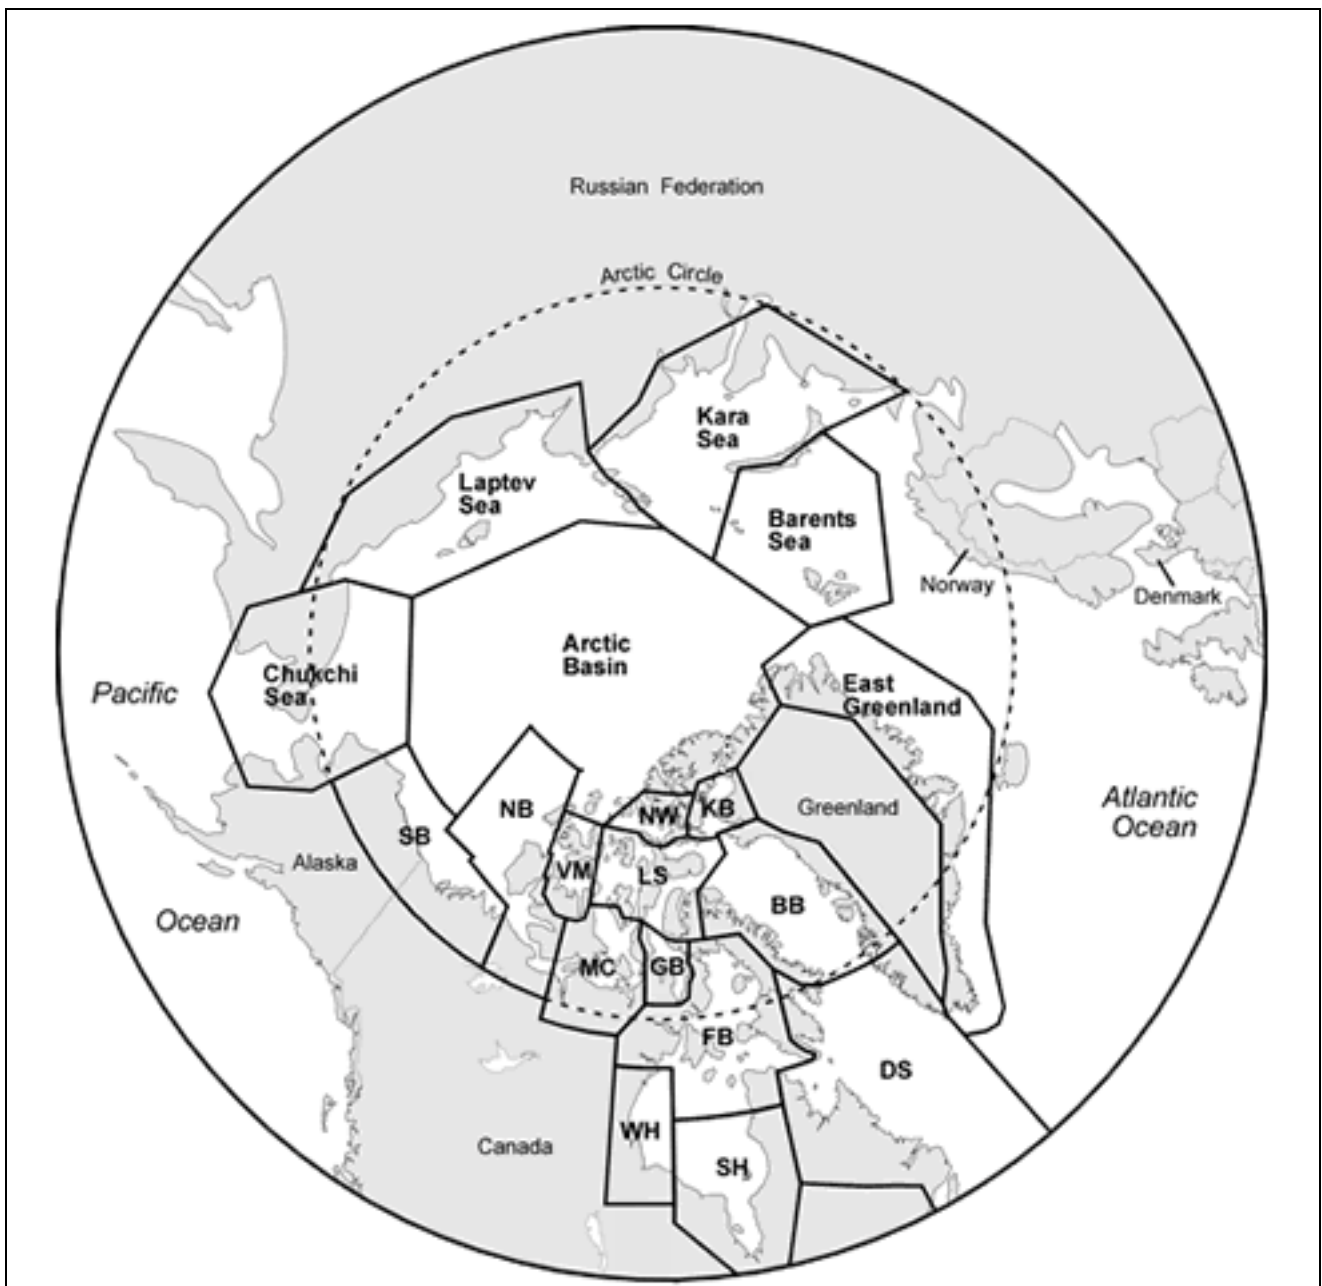 Russian Federation
Arctic Circle
Kara
Sea
Laptev
Sea
Barents
Sea
Norway
Denmark
Arctic
Basin
Chukchi
Sea
Pacific
East
Greenland
NB
NW
KB
Greenland
Atlantic
Ocean
SB
Alaska
VM
LS
BB
Ocean
MC
GB
FB
DS
WH
Canada
SH